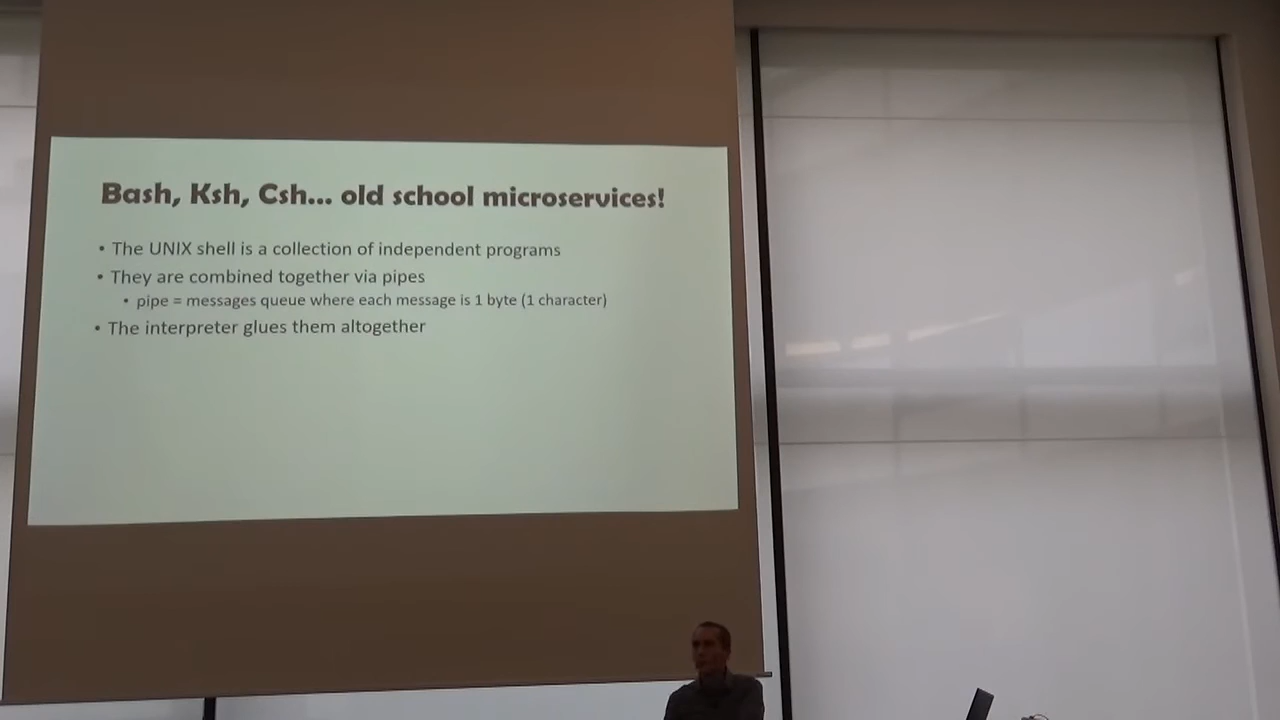 Bash, Ksh, Csh... old school microservices!
• The UNIX shell is a collection of independent programs
• They are combined together via pipes
• pipe = messages queue where each message is 1 byte (1 character)
• The interpreter glues them altogether